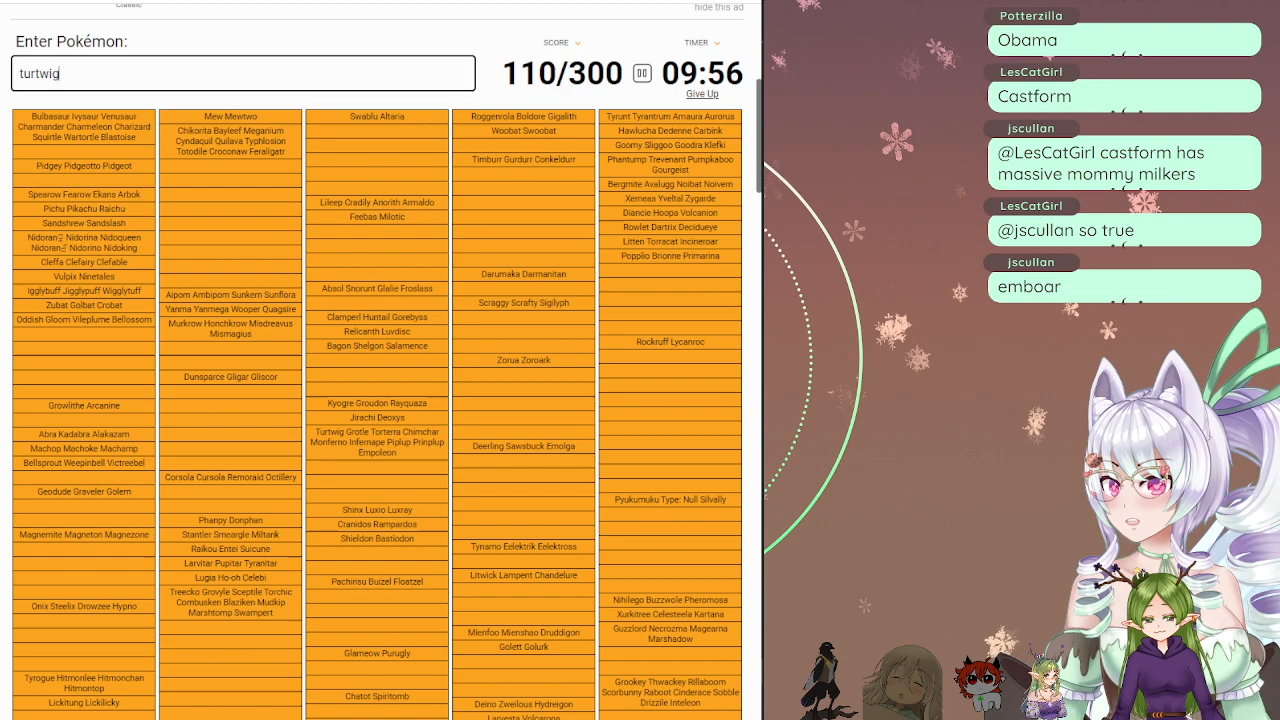 Classic
hide this ad
Enter Pokémon:
turtwig
SCORE
TIMER
110/300
09:56
Give Up
Bulbasaur Ivysaur Venusaur
Charmander Charmeleon Charizard
Squirtle Wartortle Blastoise
Pidgey Pidgeotto Pidgeot
Spearow Fearow Ekans Arbok
Pichu Pikachu Raichu
Sandshrew Sandslash
Nidoran♀ Nidorina Nidoqueen
Nidoran♂ Nidorino Nidoking
Cleffa Clefairy Clefable
Vulpix Ninetales
Igglybuff Jigglypuff Wigglytuff
Zubat Golbat Crobat
Oddish Gloom Vileplume Bellossom
Growlithe Arcanine
Abra Kadabra Alakazam
Machop Machoke Machamp
Bellsprout Weepinbell Victreebel
Geodude Graveler Golem
Magnemite Magneton Magnezone
Onix Steelix Drowzee Hypno
Tyrogue Hitmonlee Hitmonchan
Hitmontop
Lickitung Lickilicky
Mew Mewtwo
Chikorita Bayleef Meganium
Cyndaquil Quilava Typhlosion
Totodile Croconaw Feraligatr
Aipom Ambipom Sunkern Sunflora
Yanma Yanmega Wooper Quagsire
Murkrow Honchkrow Misdreavus
Mismagius
Dunsparce Gligar Gliscor
Corsola Cursola Remoraid Octillery
Phanpy Donphan
Stantler Smeargle Miltank
Raikou Entei Suicune
Larvitar Pupitar Tyranitar
Lugia Ho-oh Celebi
Treecko Grovyle Sceptile Torchic
Combusken Blaziken Mudkip
Marshtomp Swampert
Swablu Altaria
Lileep Cradily Anorith Armaldo
Feebas Milotic
Absol Snorunt Glalie Froslass
Clamperl Huntail Gorebyss
Relicanth Luvdisc
Bagon Shelgon Salamence
Kyogre Groudon Rayquaza
Jirachi Deoxys
Turtwig Grotle Torterra Chimchar
Monferno Infernape Piplup Prinplup
Empoleon
Shinx Luxio Luxray
Cranidos Rampardos
Shieldon Bastiodon
Pachirisu Buizel Floatzel
Glameow Purugly
Chatot Spiritomb
Roggenrola Boldore Gigalith
Woobat Swoobat
Timburr Gurdurr Conkeldurr
Darumaka Darmanitan
Scraggy Scrafty Sigilyph
Zorua Zoroark
Deerling Sawsbuck Emolga
Tynamo Eelektrik Eelektross
Litwick Lampent Chandelure
Mienfoo Mienshao Druddigon
Golett Golurk
Deino Zweilous Hydreigon
Larvesta Volcarona
Tyrunt Tyrantrum Amaura Aurorus
Hawlucha Dedenne Carbink
Goomy Sliggoo Goodra Klefki
Phantump Trevenant Pumpkaboo
Gourgeist
Bergmite Avalugg Noibat Noivern
Xerneas Yveltal Zygarde
Diancie Hoopa Volcanion
Rowlet Dartrix Decidueye
Litten Torracat Incineroar
Popplio Brionne Primarina
Rockruff Lycanroc
Pyukumuku Type: Null Silvally
Nihilego Buzzwole Pheromosa
Xurkitree Celesteela Kartana
Guzzlord Necrozma Magearna
Marshadow
Grookey Thwackey Rillaboom
Scorbunny Raboot Cinderace Sobble
Drizzile Inteleon
Potterzilla
Obama
LesCatGirl
Castform
jscullan
@LesCatGirl castform has
massive mommy milkers
LesCatGirl
@jscullan so true
jscullan
emboar